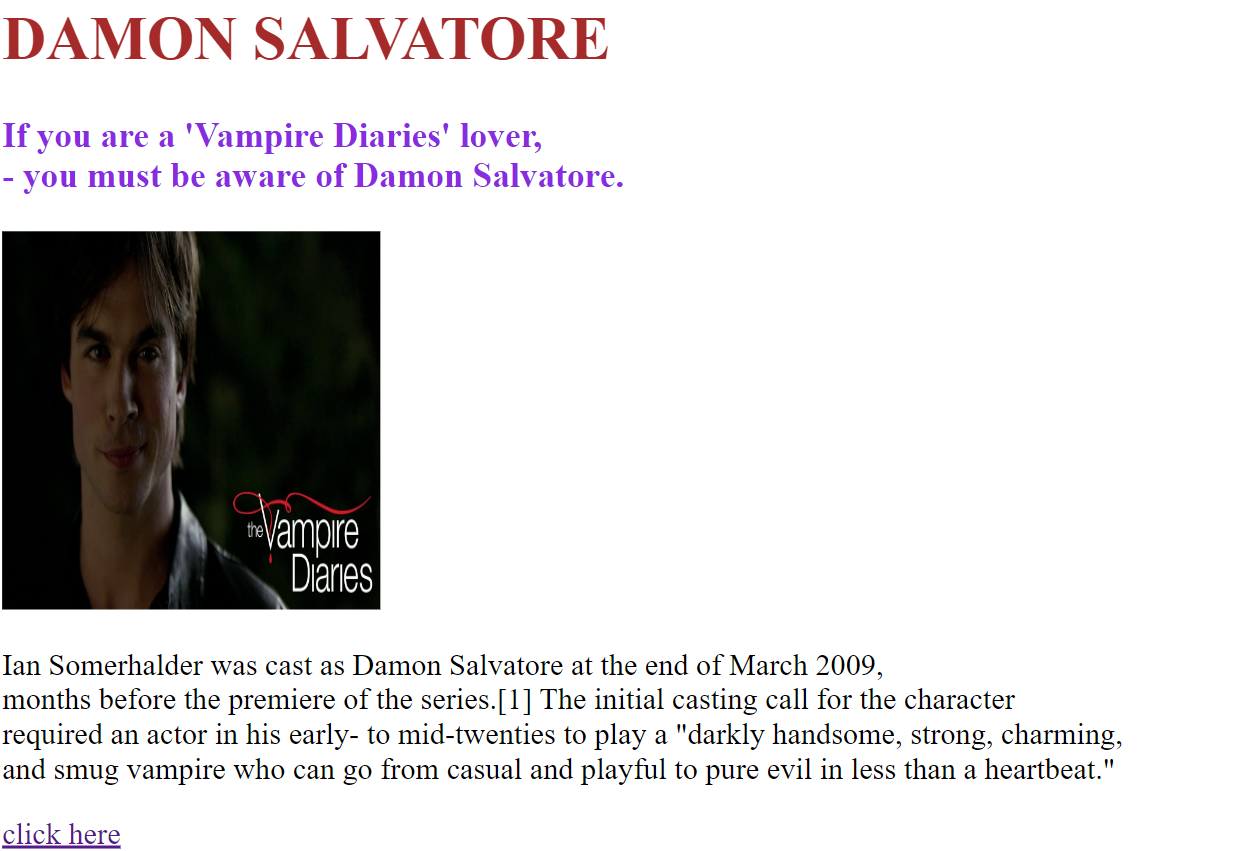 DAMON SALVATORE
If you are a 'Vampire Diaries' lover,
- you must be aware of Damon Salvatore.
the Vampire
Diaries
Ian Somerhalder was cast as Damon Salvatore at the end of March 2009,
months before the premiere of the series.[1] The initial casting call for the character
required an actor in his early- to mid-twenties to play a "darkly handsome, strong, charming,
and smug vampire who can go from casual and playful to pure evil in less than a heartbeat."
click here